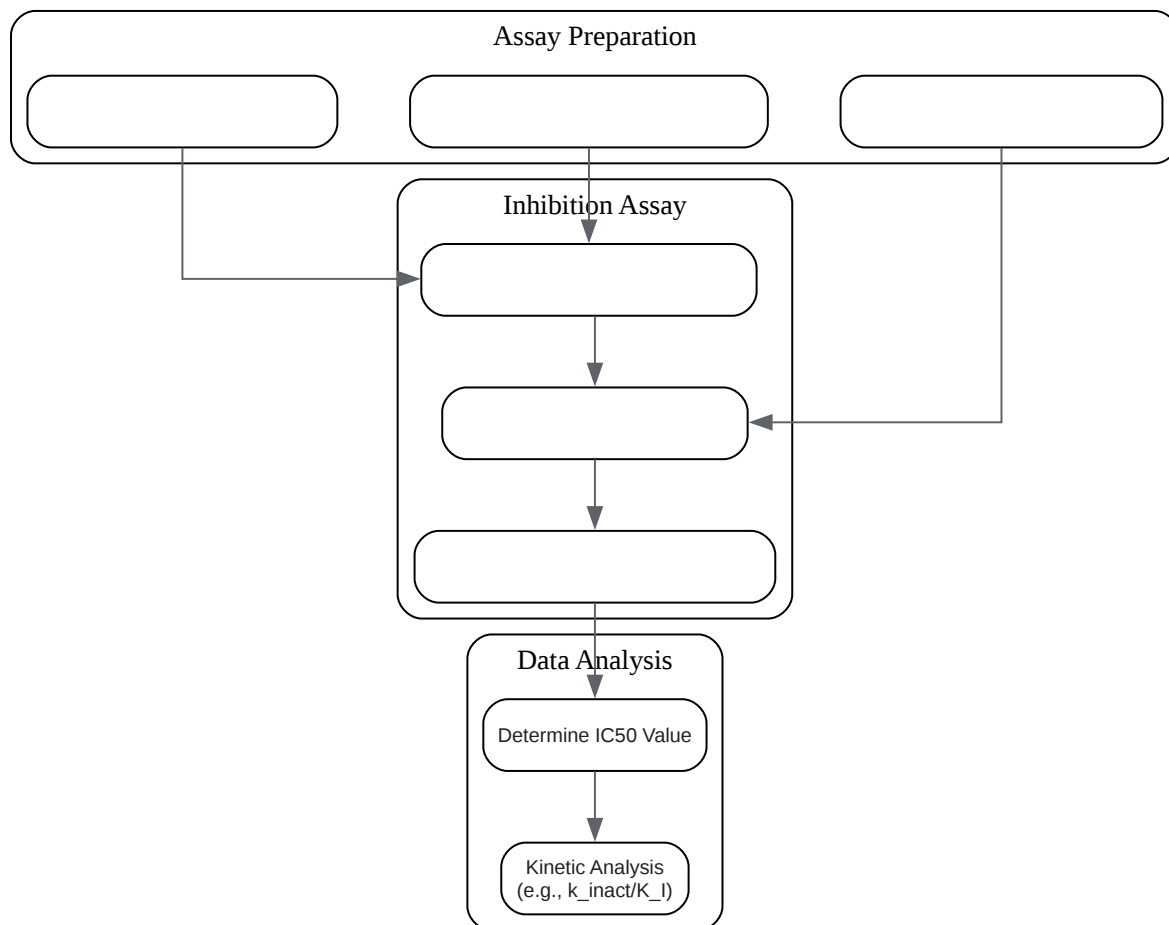 Assay Preparation
Inhibition Assay
Data Analysis
Determine IC50 Value
Kinetic Analysis
(e.g., k_inact/K_I)